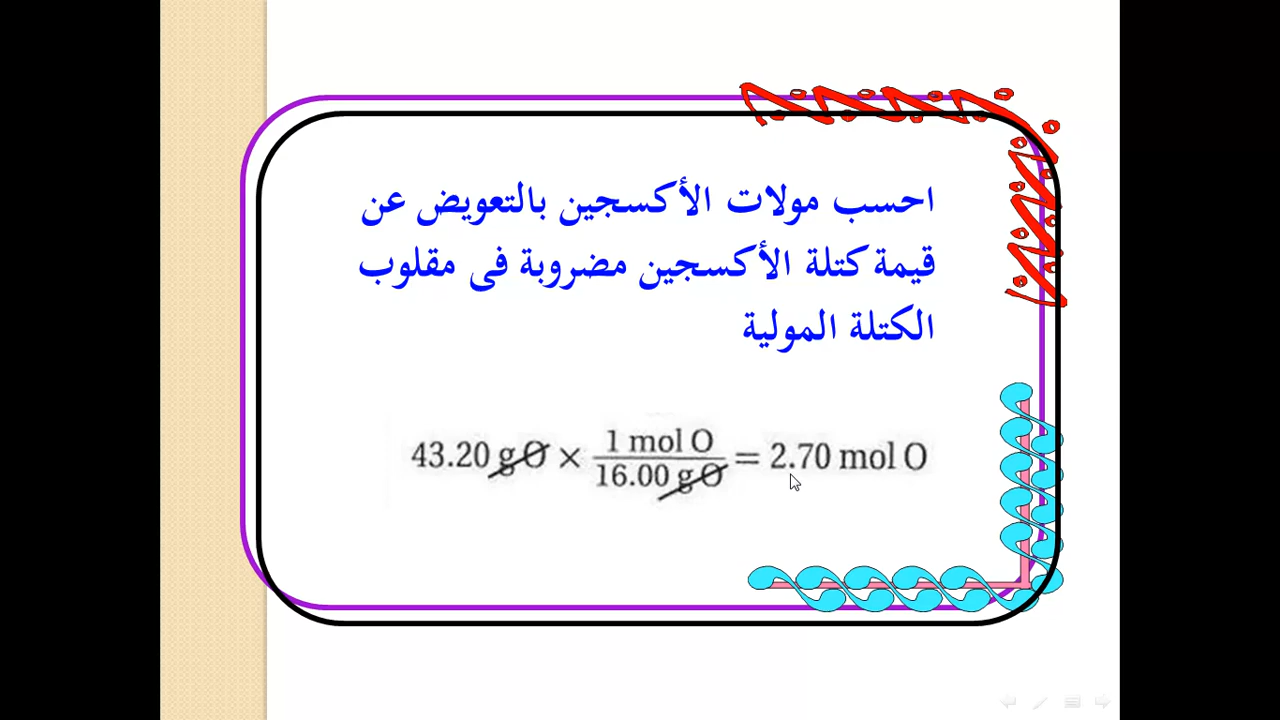 احسب مولات الأكسجين بالتعويض عن
قيمة كتلة الأكسجين مضروبة فى مقلوب
الكتلة المولية
43.20 g O × 1 mol O / 16.00 g O = 2.70 mol O